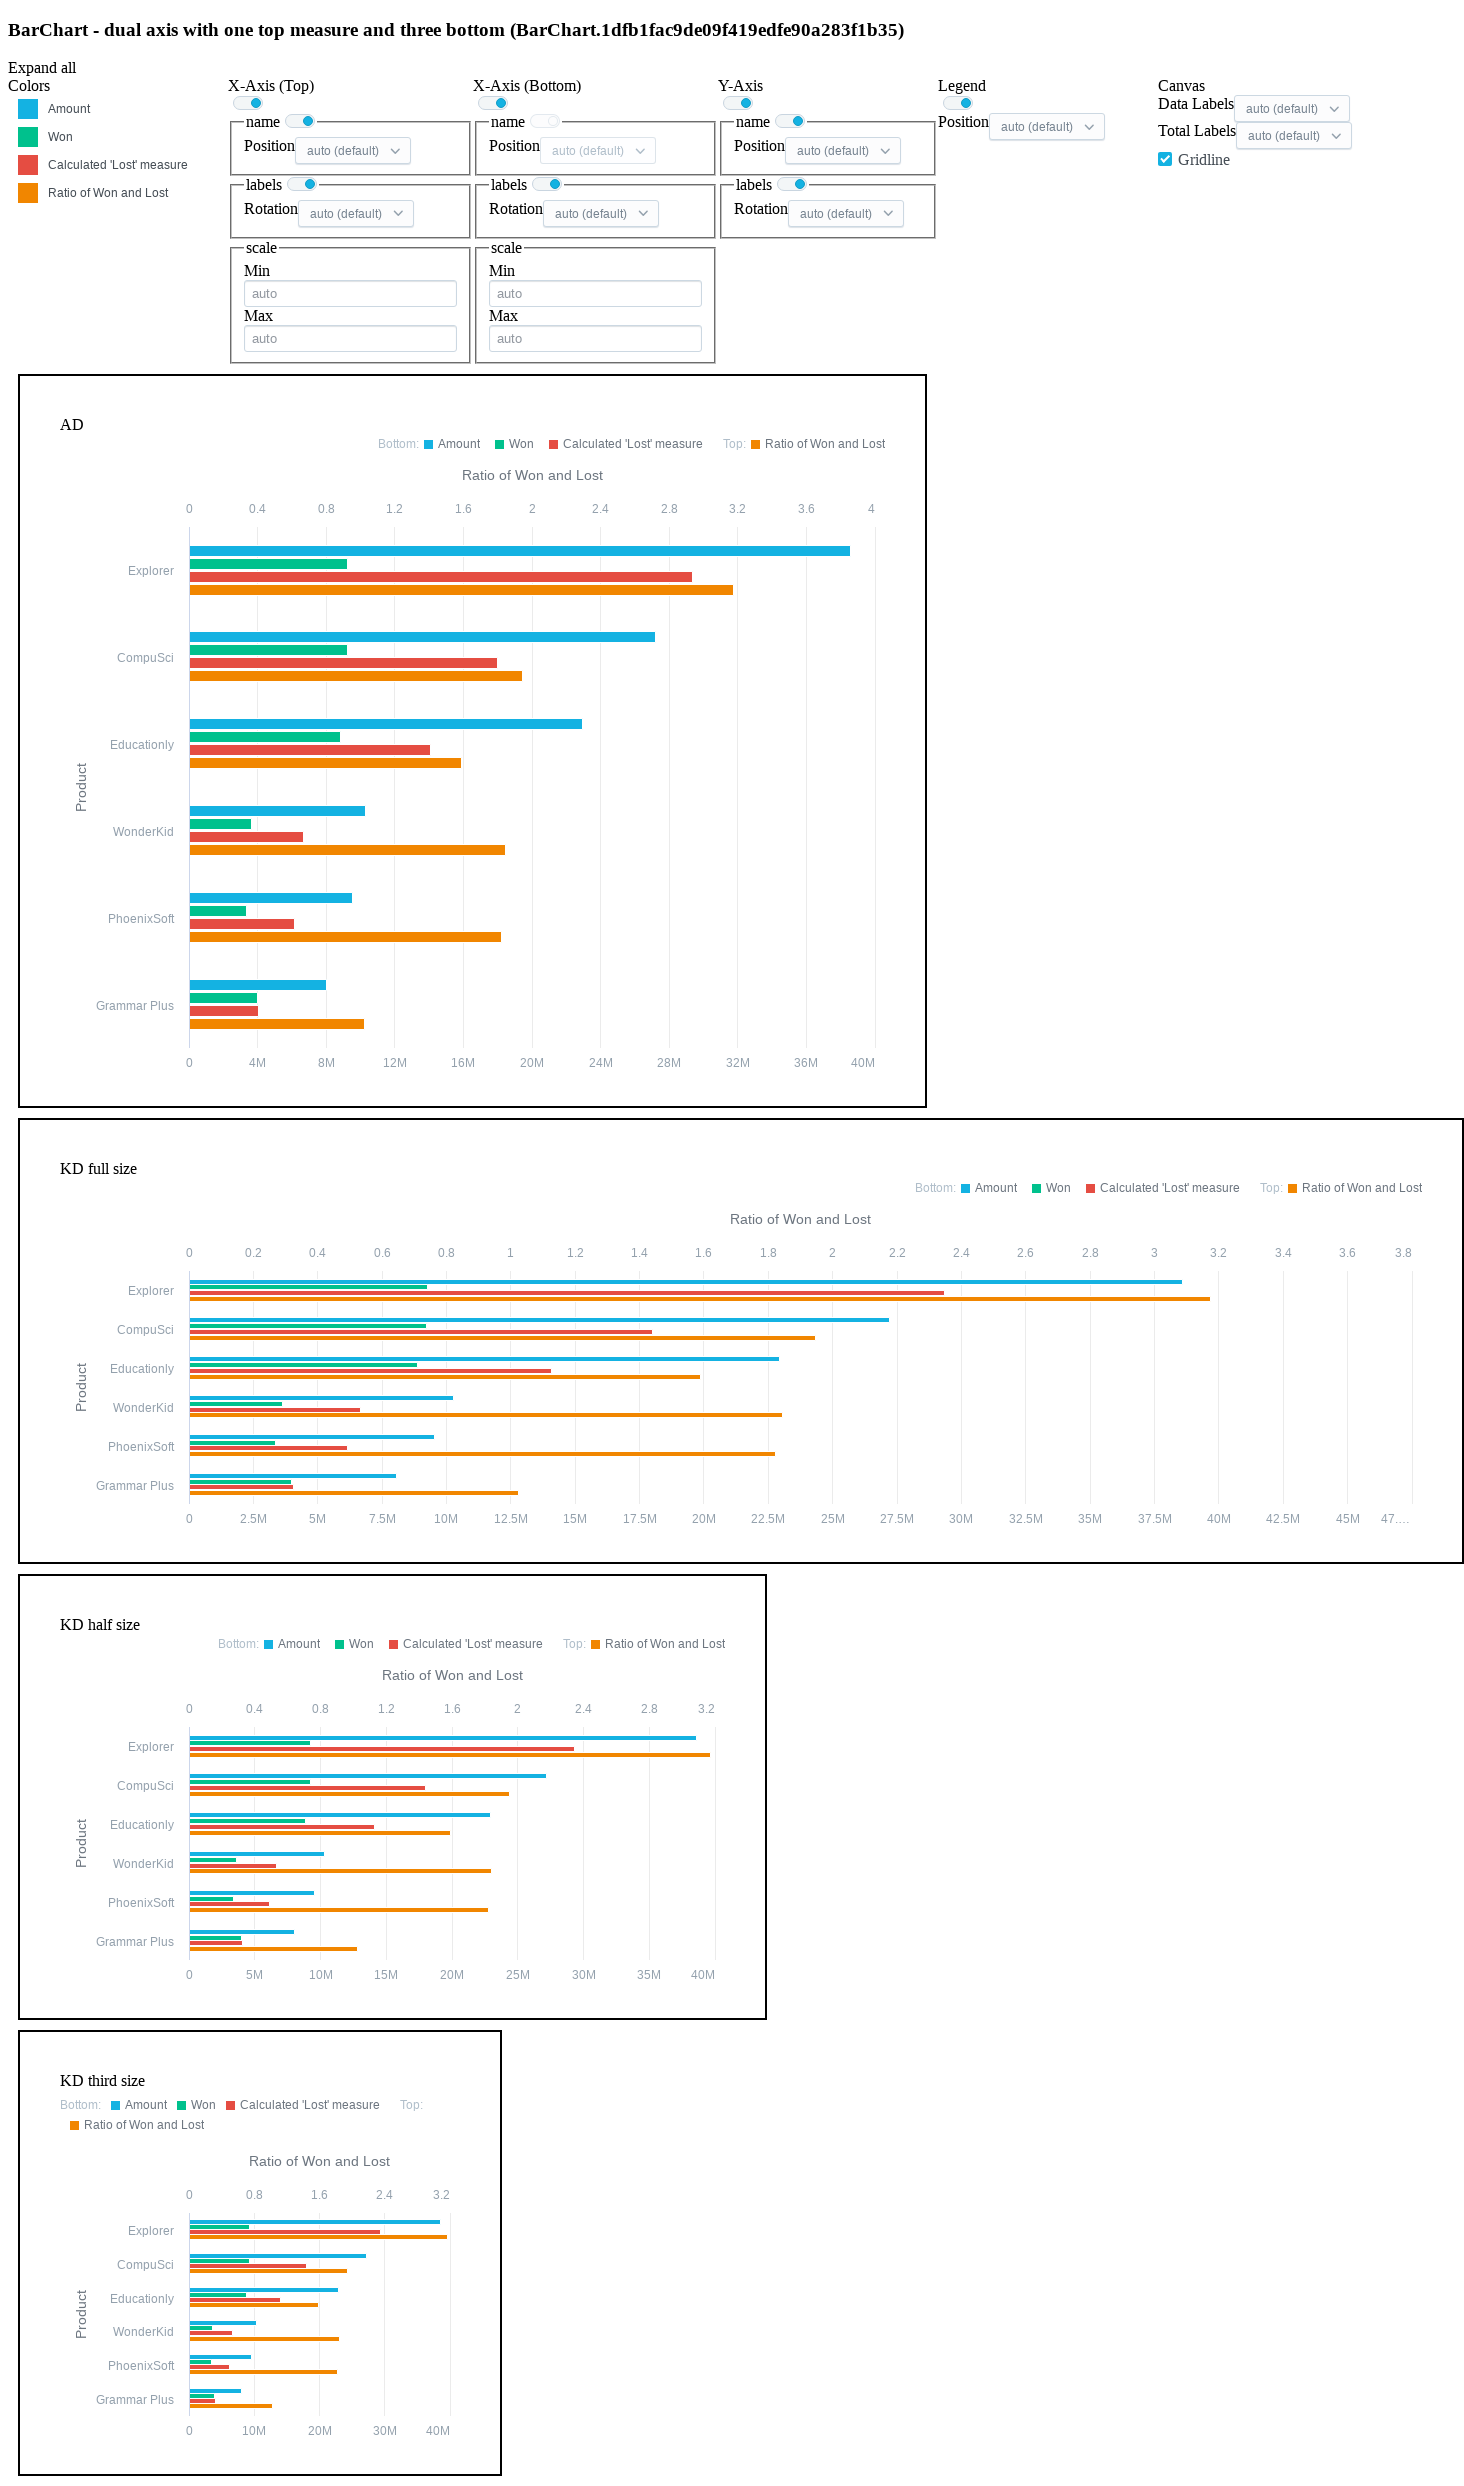 BarChart - dual axis with one top measure and three bottom (BarChart.1dfb1fac9de09f419edfe90a283f1b35)
Expand all
Colors
Amount
Won
Calculated 'Lost' measure
Ratio of Won and Lost
X-Axis (Top)
name
Position auto (default)
labels
Rotation auto (default)
scale
Min
auto
Max
auto
X-Axis (Bottom)
name
Position auto (default)
labels
Rotation auto (default)
scale
Min
auto
Max
auto
Y-Axis
name
Position auto (default)
labels
Rotation auto (default)
Legend
Position auto (default)
Canvas
Data Labels auto (default)
Total Labels auto (default)
Gridline
AD
Bottom: Amount Won Calculated 'Lost' measure Top: Ratio of Won and Lost
Ratio of Won and Lost
0 0.4 0.8 1.2 1.6 2 2.4 2.8 3.2 3.6 4
Explorer
CompuSci
Educationly
Product
WonderKid
PhoenixSoft
Grammar Plus
0 4M 8M 12M 16M 20M 24M 28M 32M 36M 40M
KD full size
Bottom: Amount Won Calculated 'Lost' measure Top: Ratio of Won and Lost
Ratio of Won and Lost
0 0.2 0.4 0.6 0.8 1 1.2 1.4 1.6 1.8 2 2.2 2.4 2.6 2.8 3 3.2 3.4 3.6 3.8
Explorer
CompuSci
Educationly
Product
WonderKid
PhoenixSoft
Grammar Plus
0 2.5M 5M 7.5M 10M 12.5M 15M 17.5M 20M 22.5M 25M 27.5M 30M 32.5M 35M 37.5M 40M 42.5M 45M 47....
KD half size
Bottom: Amount Won Calculated 'Lost' measure Top: Ratio of Won and Lost
Ratio of Won and Lost
0 0.4 0.8 1.2 1.6 2 2.4 2.8 3.2
Explorer
CompuSci
Educationly
Product
WonderKid
PhoenixSoft
Grammar Plus
0 5M 10M 15M 20M 25M 30M 35M 40M
KD third size
Bottom: Amount Won Calculated 'Lost' measure Top:
Ratio of Won and Lost
Ratio of Won and Lost
0 0.8 1.6 2.4 3.2
Explorer
CompuSci
Educationly
Product
WonderKid
PhoenixSoft
Grammar Plus
0 10M 20M 30M 40M